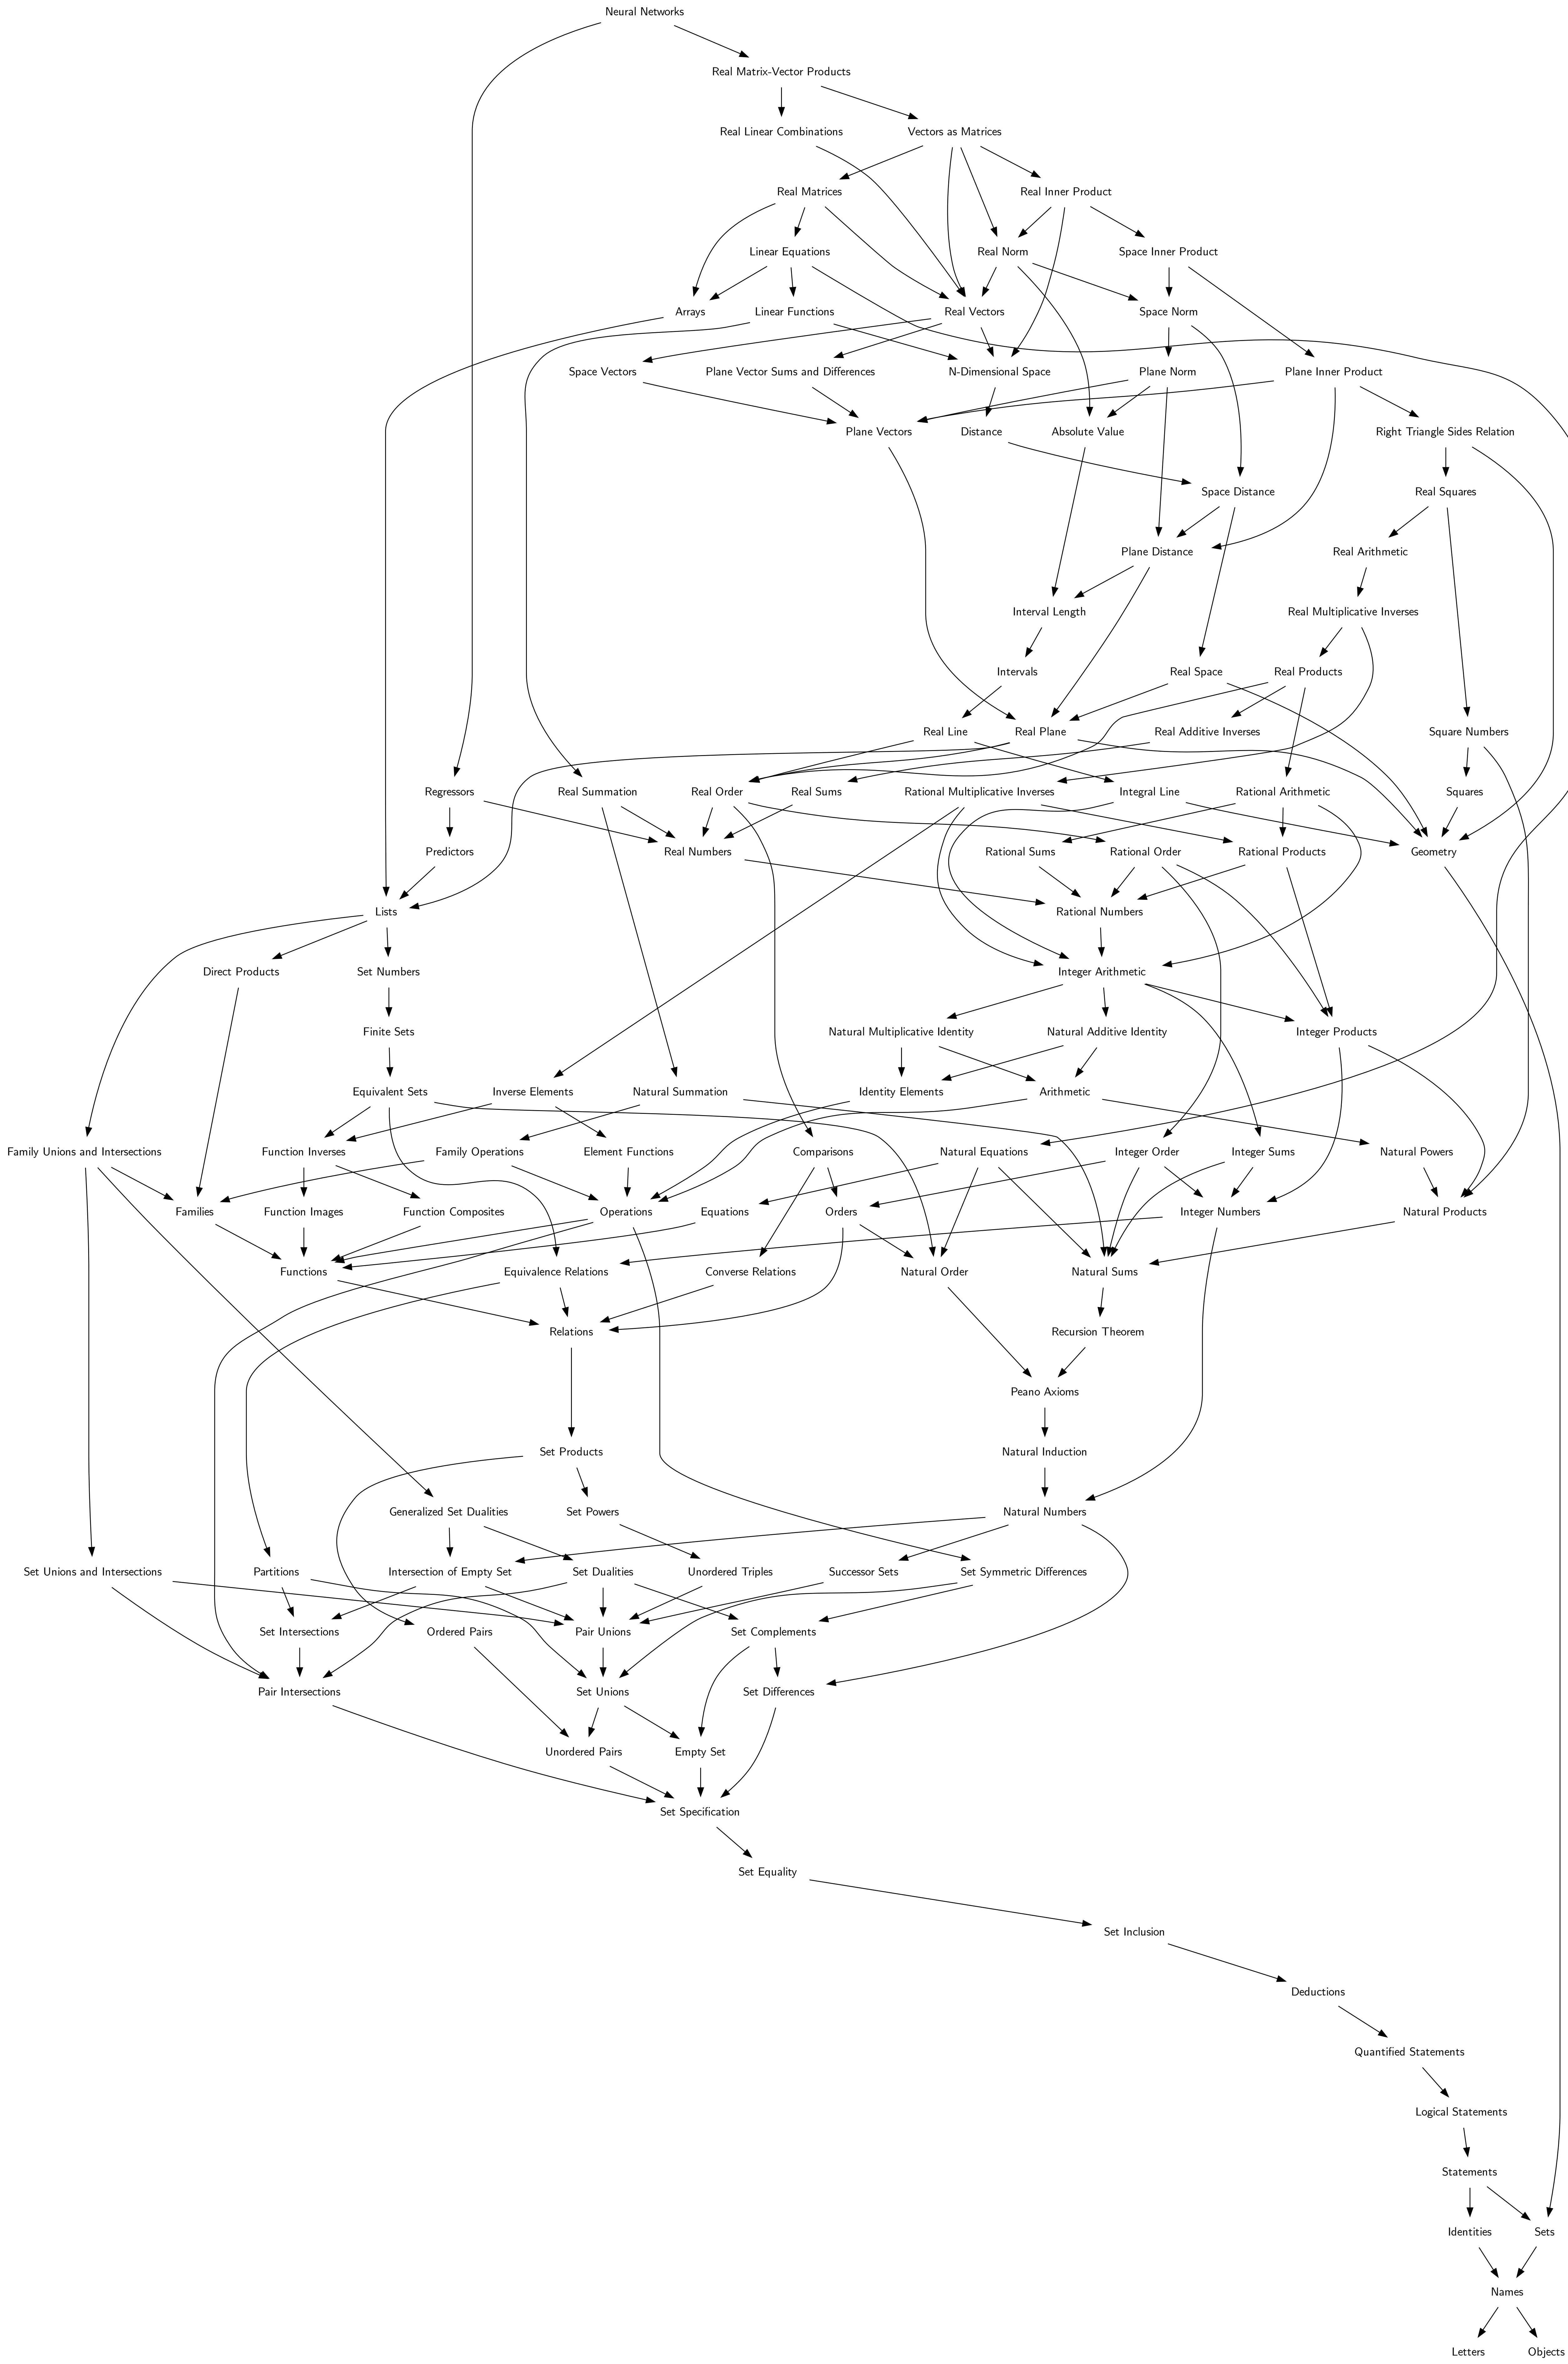 Neural Networks
Real Matrix-Vector Products
Real Linear Combinations
Vectors as Matrices
Real Matrices
Real Inner Product
Linear Equations
Real Norm
Space Inner Product
Arrays
Linear Functions
Real Vectors
Space Norm
Space Vectors
Plane Vector Sums and Differences
N-Dimensional Space
Plane Norm
Plane Inner Product
Plane Vectors
Distance
Absolute Value
Right Triangle Sides Relation
Space Distance
Real Squares
Plane Distance
Real Arithmetic
Interval Length
Real Multiplicative Inverses
Intervals
Real Space
Real Products
Real Line
Real Plane
Real Additive Inverses
Square Numbers
Regressors
Real Summation
Real Order
Real Sums
Rational Multiplicative Inverses
Integral Line
Rational Arithmetic
Squares
Predictors
Real Numbers
Rational Sums
Rational Order
Rational Products
Geometry
Lists
Rational Numbers
Direct Products
Set Numbers
Integer Arithmetic
Finite Sets
Natural Multiplicative Identity
Natural Additive Identity
Integer Products
Equivalent Sets
Inverse Elements
Natural Summation
Identity Elements
Arithmetic
Family Unions and Intersections
Function Inverses
Family Operations
Element Functions
Comparisons
Natural Equations
Integer Order
Integer Sums
Natural Powers
Families
Function Images
Function Composites
Operations
Equations
Orders
Integer Numbers
Natural Products
Functions
Equivalence Relations
Converse Relations
Natural Order
Natural Sums
Relations
Recursion Theorem
Peano Axioms
Set Products
Natural Induction
Generalized Set Dualities
Set Powers
Natural Numbers
Set Unions and Intersections
Partitions
Intersection of Empty Set
Set Dualities
Unordered Triples
Successor Sets
Set Symmetric Differences
Set Intersections
Ordered Pairs
Pair Unions
Set Complements
Pair Intersections
Set Unions
Set Differences
Unordered Pairs
Empty Set
Set Specification
Set Equality
Set Inclusion
Deductions
Quantified Statements
Logical Statements
Statements
Identities
Sets
Names
Letters
Objects